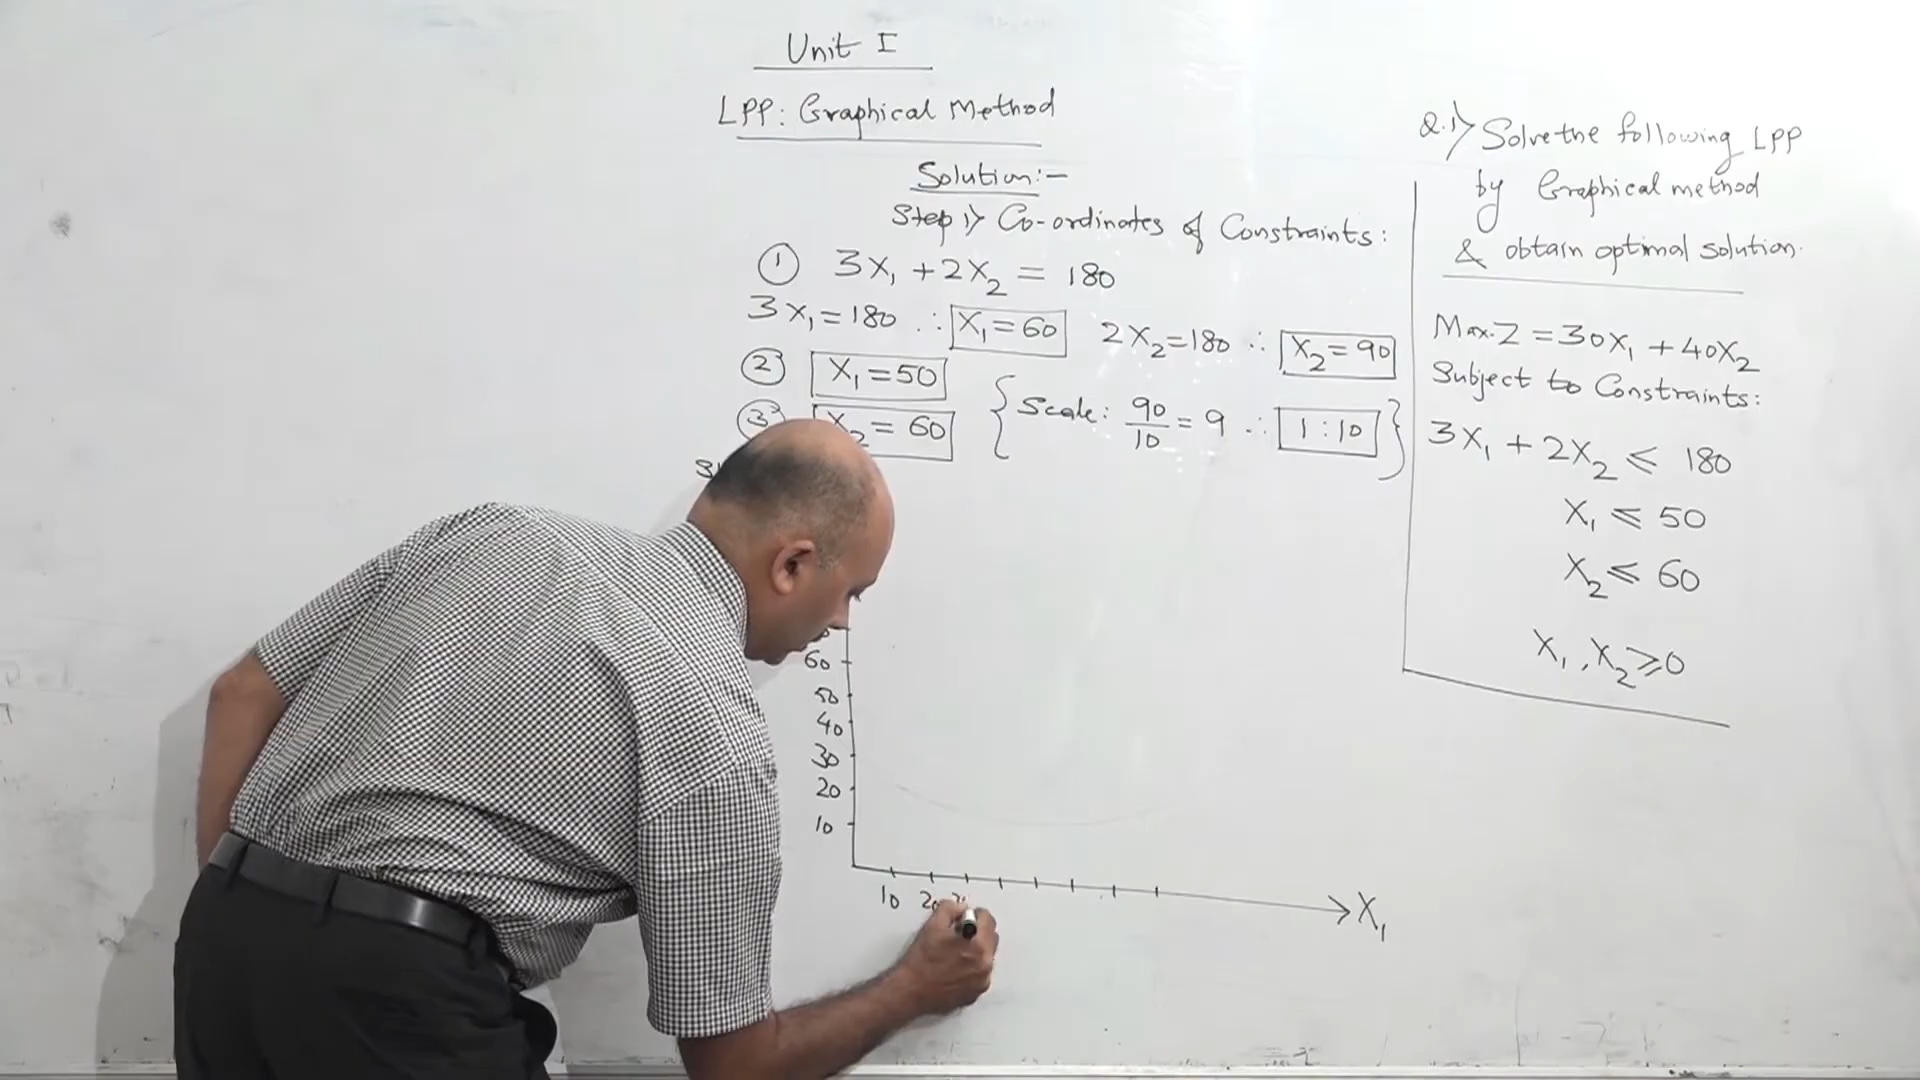 Unit I
LPP: Graphical Method
Solution:-
Step 1> Co-ordinates of Constraints:
① 3X₁ + 2X₂ = 180
3X₁ = 180 ∴ X₁ = 60 2X₂ = 180 ∴ X₂ = 90
② X₁ = 50
③ X₂ = 60
{ Scale: 90/10 = 9 ∴ 1 : 10 }
60
50
40
30
20
10
10 20
X₁
Q.1> Solve the following LPP
by Graphical method
& obtain optimal solution.
Max. Z = 30X₁ + 40X₂
Subject to Constraints:
3X₁ + 2X₂ ≤ 180
X₁ ≤ 50
X₂ ≤ 60
X₁, X₂ ≥ 0